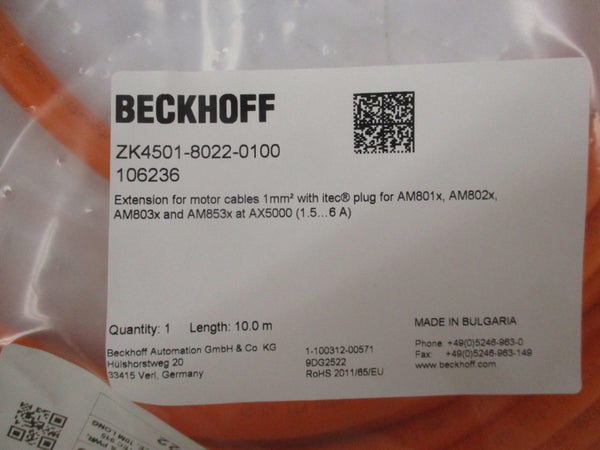 BECKHOFF
ZK4501-8022-0100
106236
Extension for motor cables 1mm² with itec® plug for AM801x, AM802x,
AM803x and AM853x at AX5000 (1.5...6 A)
Quantity: 1 Length: 10.0 m
MADE IN BULGARIA
Beckhoff Automation GmbH & Co. KG
Hülshorstweg 20
33415 Verl, Germany
1-100312-00571
9DG2522
RoHS 2011/65/EU
Phone: +49(0)5246-963-0
Fax: +49(0)5246-963-149
www.beckhoff.com
10M LONG
PWR,